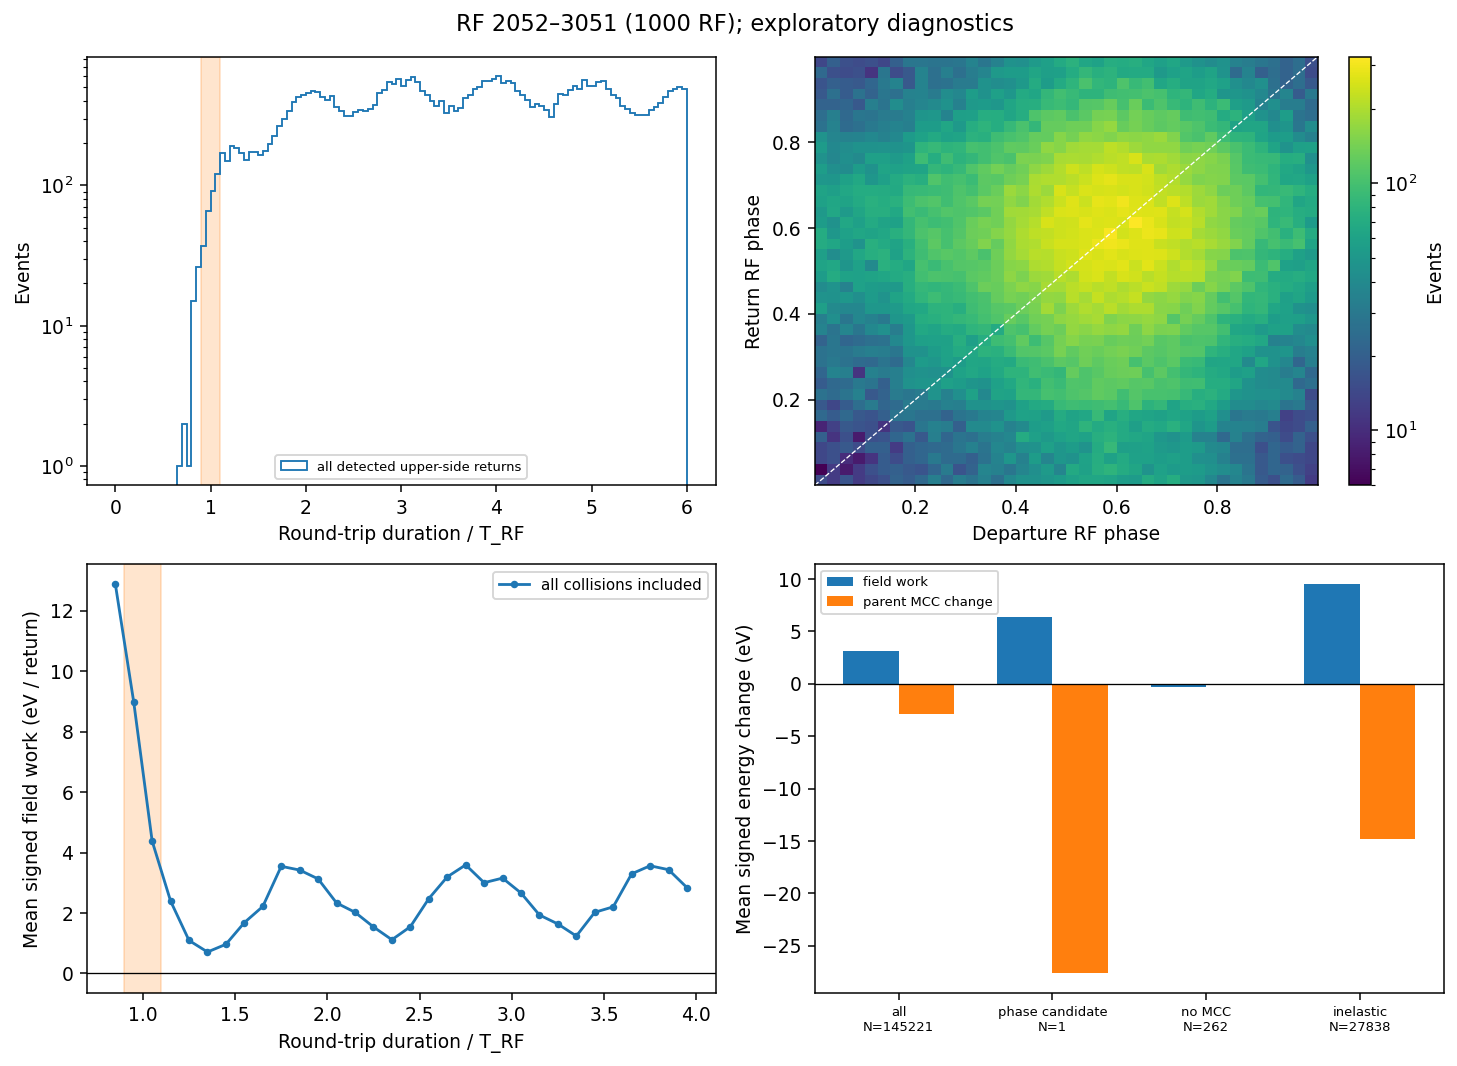 RF 2052–3051 (1000 RF); exploratory diagnostics
Events
10²
10¹
10⁰
all detected upper-side returns
0 1 2 3 4 5 6
Round-trip duration / T_RF
Return RF phase
0.8
0.6
0.4
0.2
0.2 0.4 0.6 0.8
Departure RF phase
10²
10¹
Events
Mean signed field work (eV / return)
12
10
8
6
4
2
0
all collisions included
1.0 1.5 2.0 2.5 3.0 3.5 4.0
Round-trip duration / T_RF
Mean signed energy change (eV)
10
5
0
−5
−10
−15
−20
−25
field work
parent MCC change
all
N=145221
phase candidate
N=1
no MCC
N=262
inelastic
N=27838